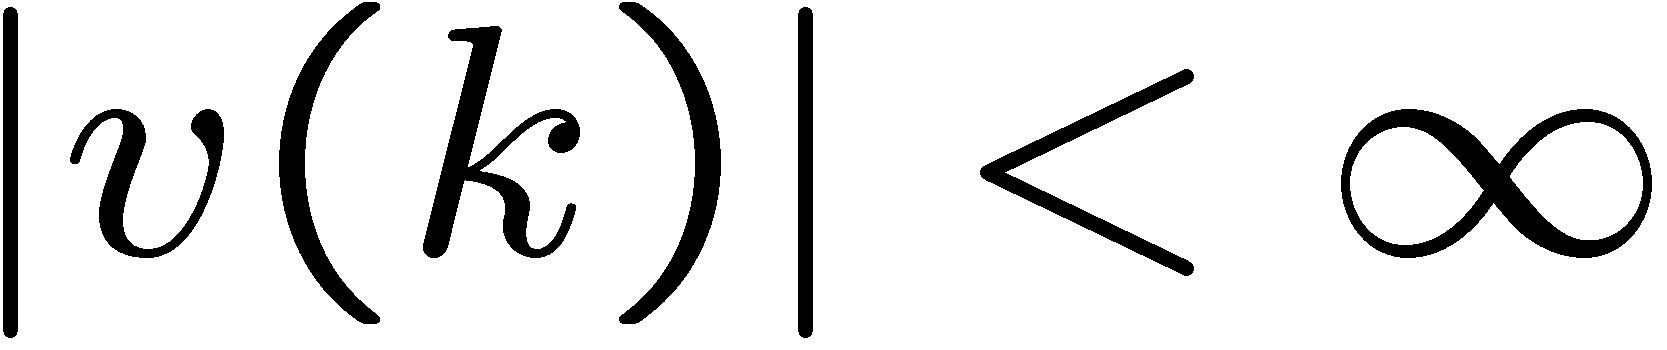 |v(k)| < ∞